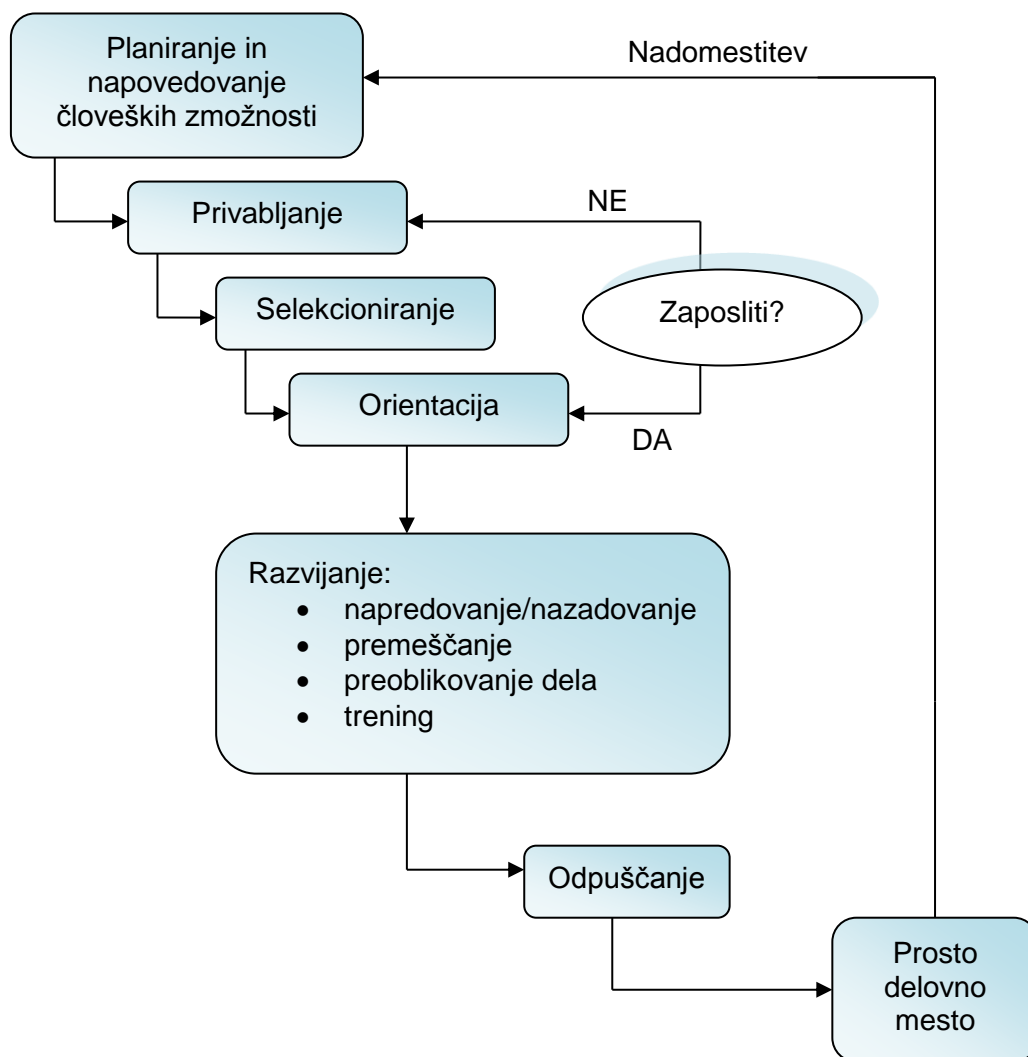 Planiranje in
napovedovanje
človeških zmožnosti
Nadomestitev
Privabljanje
NE
Selekcioniranje
Zaposliti?
Orientacija
DA
Razvijanje:
• napredovanje/nazadovanje
• premeščanje
• preoblikovanje dela
• trening
Odpuščanje
Prosto
delovno
mesto